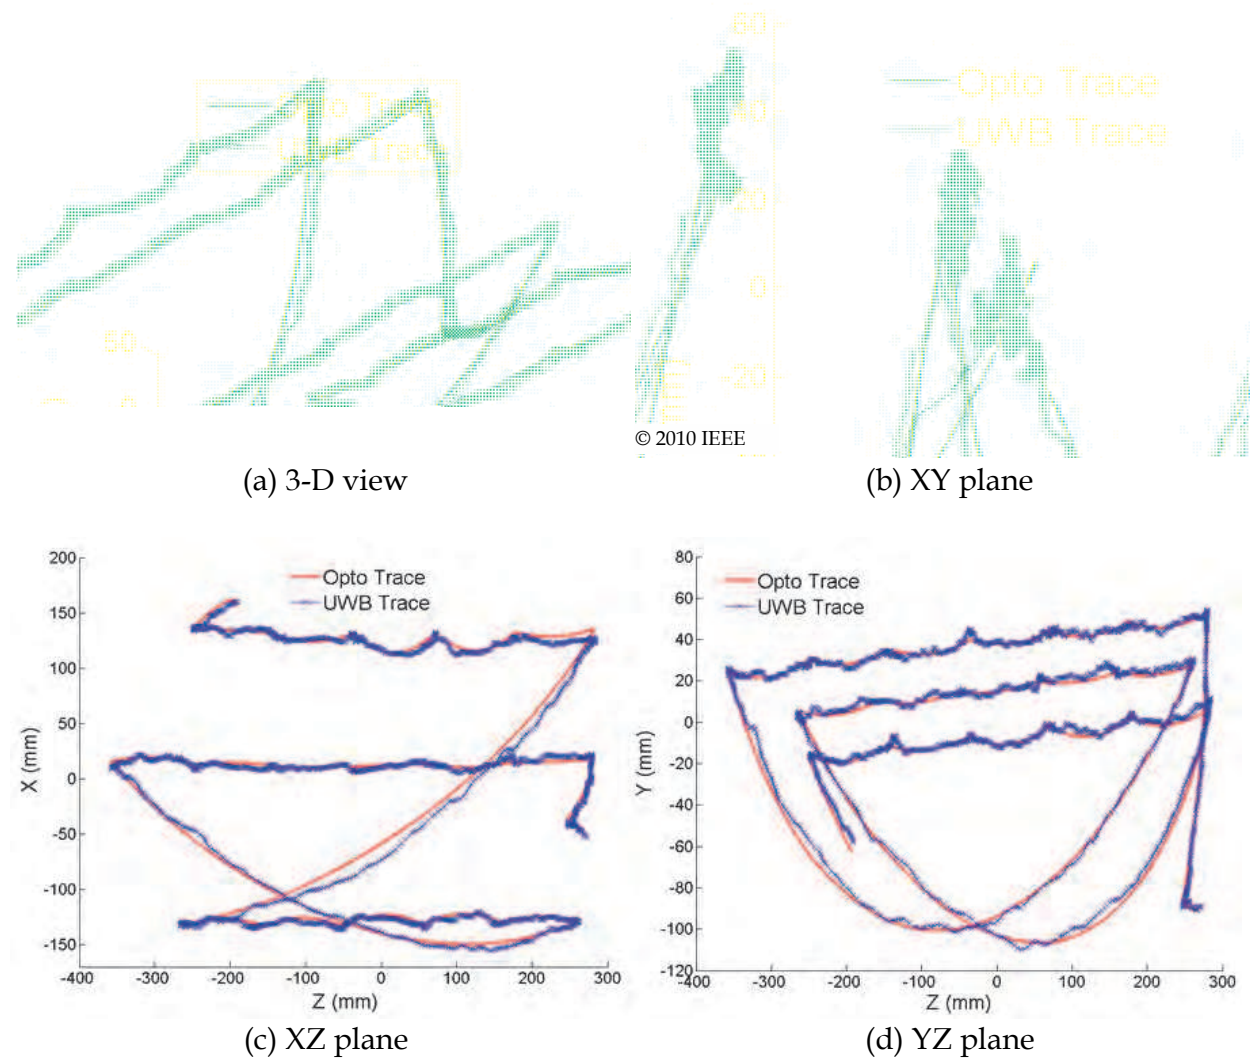 Opto Trace
UWB Trace
50
0
60
40
20
0
-20
Opto Trace
UWB Trace
© 2010 IEEE
(a) 3-D view
(b) XY plane
200
150
100
50
0
-50
-100
-150
X (mm)
Opto Trace
UWB Trace
-400 -300 -200 -100 0 100 200 300
Z (mm)
(c) XZ plane
80
60
40
20
0
-20
-40
-60
-80
-100
-120
Y (mm)
Opto Trace
UWB Trace
-400 -300 -200 -100 0 100 200 300
Z (mm)
(d) YZ plane